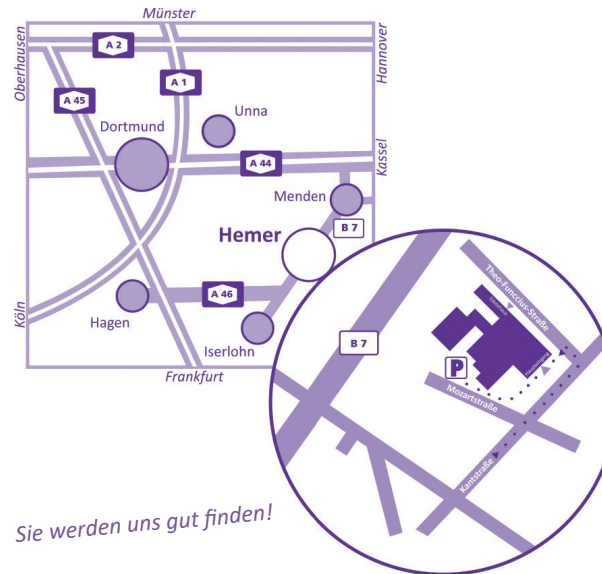 Münster
Oberhausen
A 2
Hannover
A 1
A 45
Unna
Dortmund
A 44
Kassel
Menden
B 7
Hemer
A 46
Köln
Hagen
Iserlohn
Frankfurt
Theo-Funccius-Straße
B 7
P
Mozartstraße
Kantstraße
Sie werden uns gut finden!